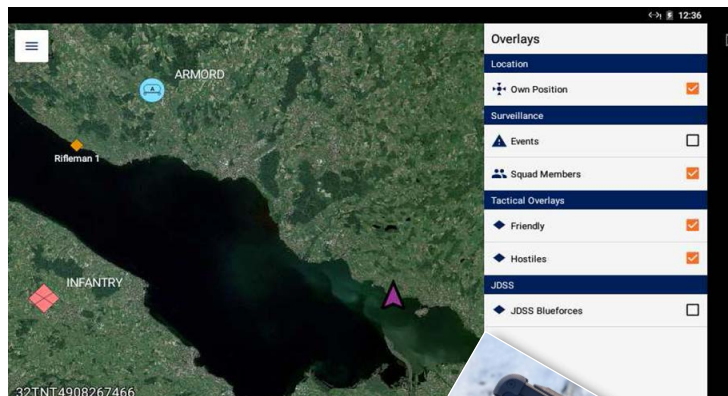 12:36
ARMORD
Rifleman 1
INFANTRY
32TNT4908267466
Overlays
Location
Own Position
Surveillance
Events
Squad Members
Tactical Overlays
Friendly
Hostiles
JDSS
JDSS Blueforces